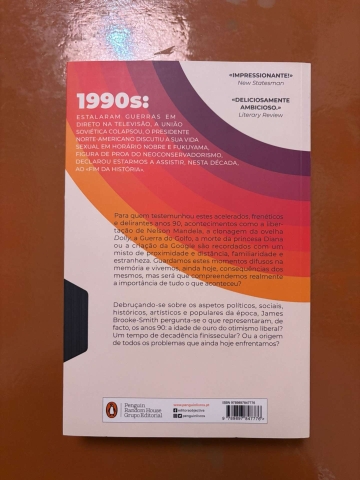 «IMPRESSIONANTE!»
New Statesman
«DELICIOSAMENTE
AMBICIOSO.»
Literary Review
1990s:
ESTALARAM GUERRAS EM
DIRETO NA TELEVISÃO, A UNIÃO
SOVIÉTICA COLAPSOU, O PRESIDENTE
NORTE-AMERICANO DISCUTIU A SUA VIDA
SEXUAL EM HORÁRIO NOBRE E FUKUYAMA,
FIGURA DE PROA DO NEOCONSERVADORISMO,
DECLAROU ESTARMOS A ASSISTIR, NESTA DÉCADA,
AO «FIM DA HISTÓRIA».
Para quem testemunhou estes acelerados, frenéticos
e delirantes anos 90, acontecimentos como a liber-
tação de Nelson Mandela, a clonagem da ovelha
Dolly, a Guerra do Golfo, a morte da princesa Diana
ou a criação da Google são recordados com um
misto de proximidade e distância, familiaridade e
estranheza. Guardamos estes momentos difusos na
memória e vivemos, ainda hoje, consequências dos
mesmos, mas será que compreendemos realmente
a importância de tudo o que aconteceu?
Debruçando-se sobre os aspetos políticos, sociais,
históricos, artísticos e populares da época, James
Brooke-Smith pergunta-se o que representaram, de
facto, os anos 90: a idade de ouro do otimismo liberal?
Um tempo de decadência finissecular? Ou a origem
de todos os problemas que ainda hoje enfrentamos?
Penguin
Random House
Grupo Editorial
www.penguinlivros.pt
penguinlivros